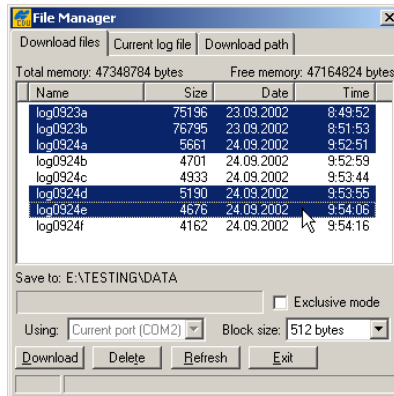 CDU File Manager
Download files Current log file Download path
Total memory: 47348784 bytes Free memory: 47164824 bytes
Name Size Date Time
log0923a 75196 23.09.2002 8:49:52
log0923b 76795 23.09.2002 8:51:53
log0924a 5661 24.09.2002 9:52:51
log0924b 4701 24.09.2002 9:52:59
log0924c 4933 24.09.2002 9:53:44
log0924d 5190 24.09.2002 9:53:55
log0924e 4676 24.09.2002 9:54:06
log0924f 4162 24.09.2002 9:54:16
Save to: E:\TESTING\DATA
Exclusive mode
Using: Current port (COM2) Block size: 512 bytes
Download Delete Refresh Exit